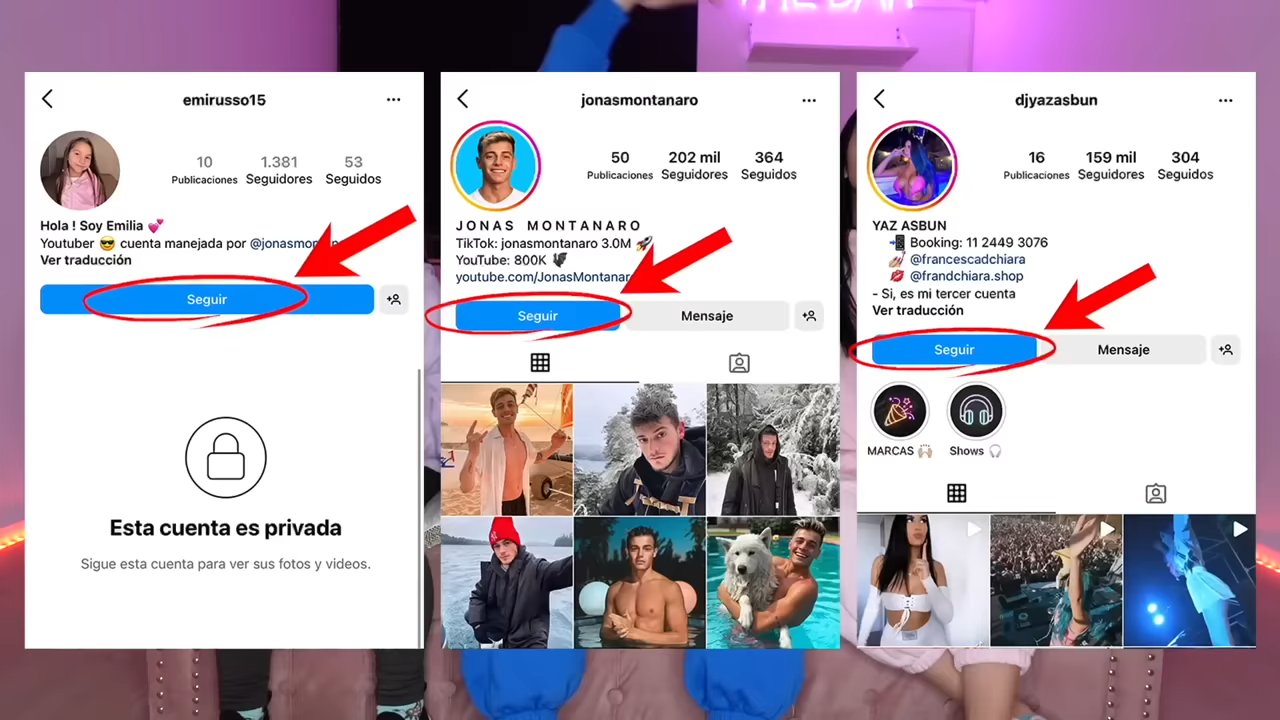 THE BAR
emirusso15
10
1.381
53
Publicaciones
Seguidores
Seguidos
Hola ! Soy Emilia 💕
Youtuber 😎 cuenta manejada por
Ver traducción
Seguir
Esta cuenta es privada
Sigue esta cuenta para ver sus fotos y videos.
jonasmontanaro
50
202 mil
364
Publicaciones
Seguidores
Seguidos
J O N A S M O N T A N A R O
TikTok: jonasmontanaro 3.0M 🚀
YouTube: 800K
Seguir
Mensaje
djyazasbun
16
159 mil
304
Publicaciones
Seguidores
Seguidos
YAZ ASBUN
📲 Booking: 11 2449 3076
💅🏼 @francescadchiara
💋 @frandchiara.shop
- Si, es mi tercer cuenta
Ver traducción
Seguir
Mensaje
MARCAS 🙌🏼
Shows 🎧